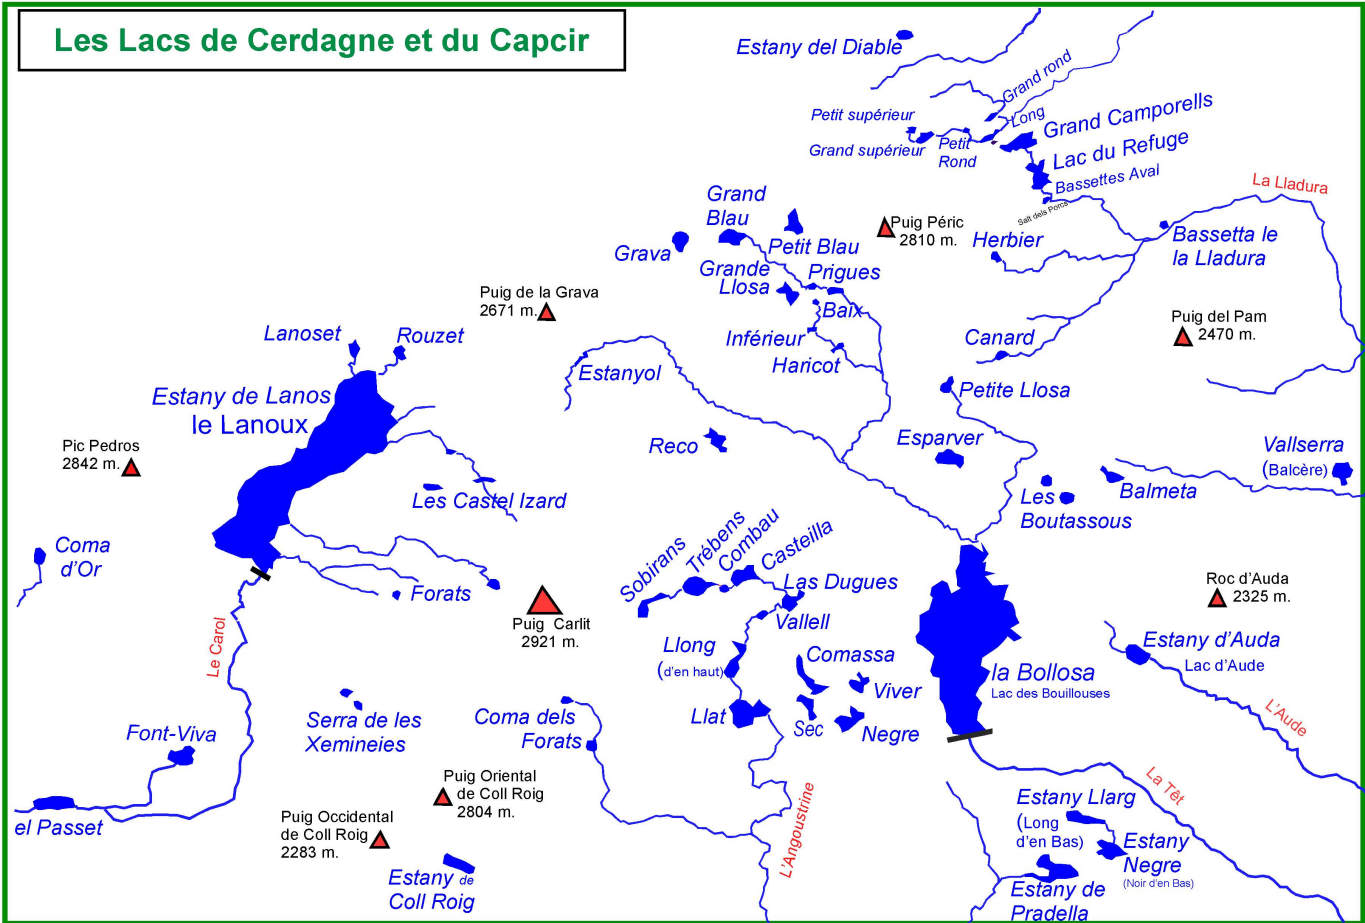 Les Lacs de Cerdagne et du Capcir
Estany del Diable
Grand rond
Petit supérieur
Long
Grand Camporells
Grand supérieur
Petit
Rond
Lac du Refuge
Bassettes Aval
Salt dels Porcs
La Lladura
Grand
Blau
Puig Péric
2810 m.
Petit Blau
Herbier
Bassetta le
la Lladura
Grava
Grande
Llosa
Prigues
Baix
Puig de la Grava
2671 m.
Puig del Pam
2470 m.
Lanoset
Rouzet
Inférieur
Haricot
Canard
Estanyol
Petite Llosa
Estany de Lanos
le Lanoux
Pic Pedros
2842 m.
Reco
Esparver
Vallserra
(Balcère)
Les Castel Izard
Les
Boutassous
Balmeta
Coma
d'Or
Sobirans
Trébens
Combau
Casteilla
Las Dugues
Forats
Vallell
Puig Carlit
2921 m.
Roc d'Auda
2325 m.
Le Carol
Llong
(d'en haut)
Comassa
Viver
la Bollosa
Lac des Bouillouses
Estany d'Auda
Lac d'Aude
L'Aude
Serra de les
Xemineies
Coma dels
Forats
Llat
Sec
Negre
Font-Viva
Puig Oriental
de Coll Roig
2804 m.
La Têt
el Passet
Puig Occidental
de Coll Roig
2283 m.
L'Angoustrine
Estany Llarg
(Long
d'en Bas)
Estany
Negre
(Noir d'en Bas)
Estany de
Coll Roig
Estany de
Pradella